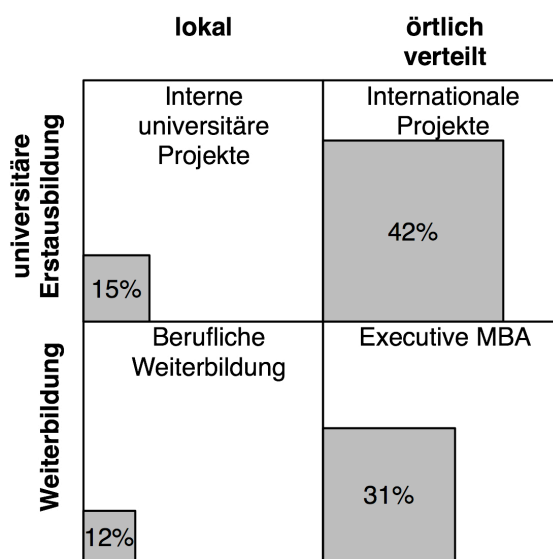 lokal
örtlich
verteilt
universitäre
Erstausbildung
Interne
universitäre
Projekte
15%
Internationale
Projekte
42%
Weiterbildung
Berufliche
Weiterbildung
12%
Executive MBA
31%